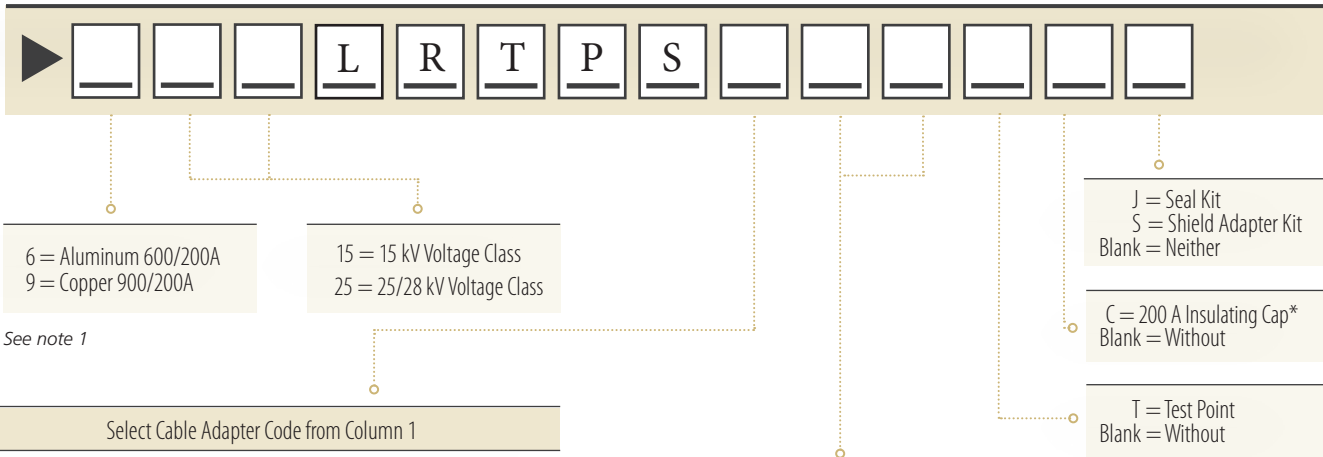 L R T P S
6 = Aluminum 600/200A
9 = Copper 900/200A
See note 1
15 = 15 kV Voltage Class
25 = 25/28 kV Voltage Class
Select Cable Adapter Code from Column 1
J = Seal Kit
S = Shield Adapter Kit
Blank = Neither
C = 200 A Insulating Cap*
Blank = Without
T = Test Point
Blank = Without